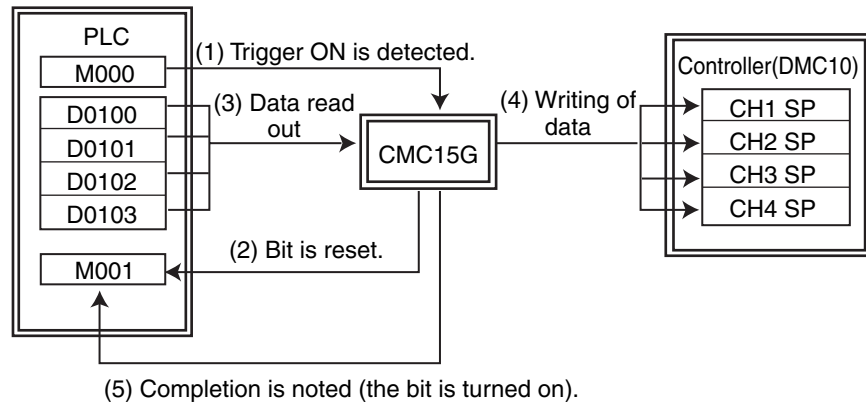 PLC
(1) Trigger ON is detected.
M000
Controller(DMC10)
D0100
D0101
D0102
D0103
(3) Data read
out
CMC15G
(4) Writing of
data
CH1 SP
CH2 SP
CH3 SP
CH4 SP
(2) Bit is reset.
M001
(5) Completion is noted (the bit is turned on).